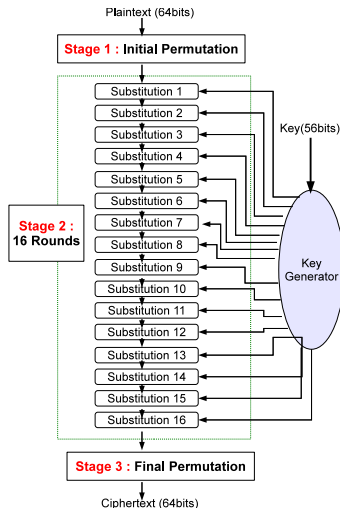 Plaintext (64bits)
Stage 1 : Initial Permutation
Substitution 1
Substitution 2
Substitution 3
Key(56bits)
Substitution 4
Substitution 5
Substitution 6
Stage 2 :
16 Rounds
Substitution 7
Substitution 8
Key
Generator
Substitution 9
Substitution 10
Substitution 11
Substitution 12
Substitution 13
Substitution 14
Substitution 15
Substitution 16
Stage 3 : Final Permutation
Ciphertext (64bits)